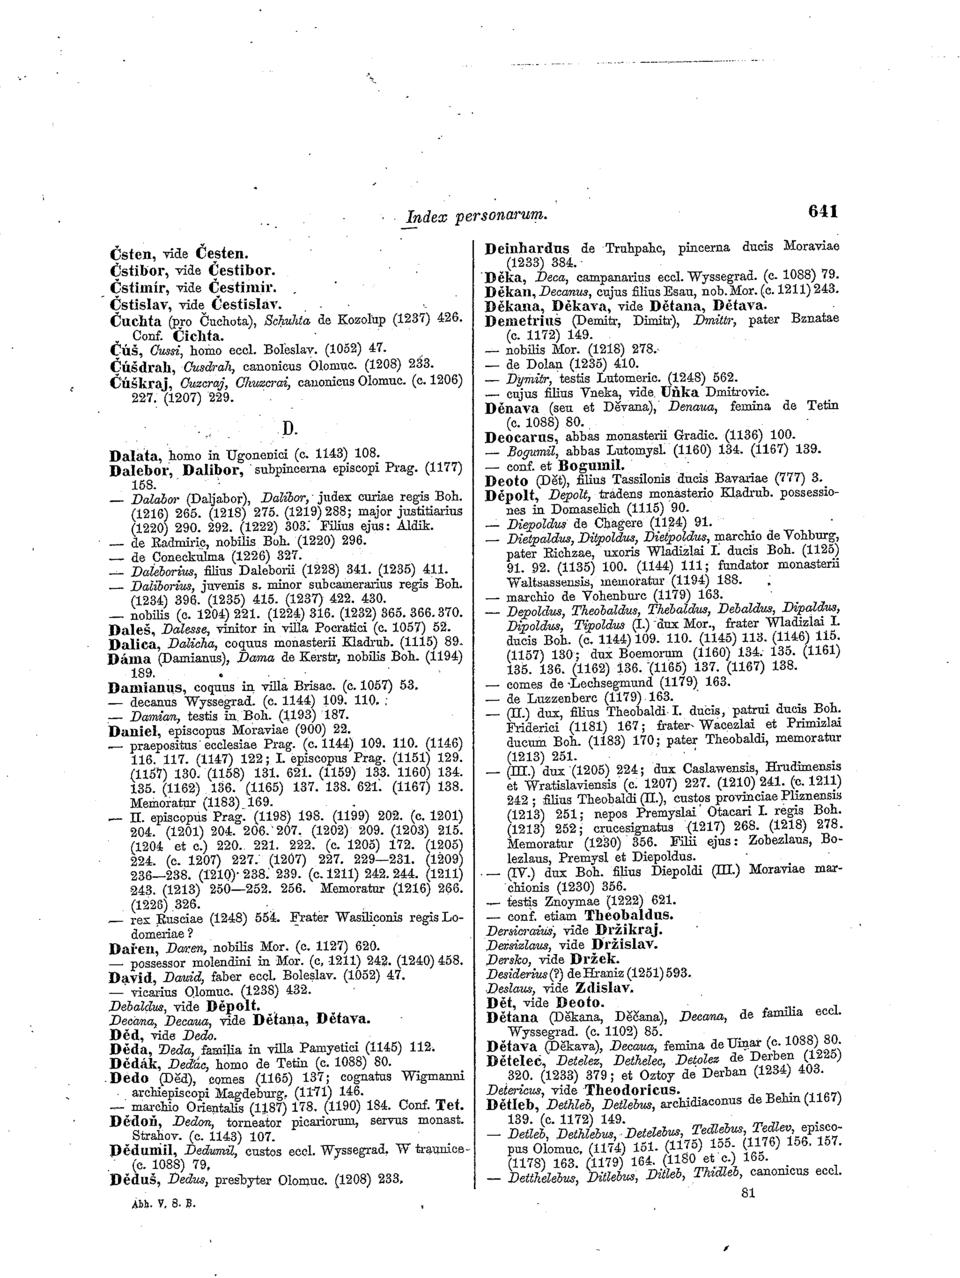 Index personarum.
641
Čsten, vide Česten.
Čstibor, vide Čestibor.
Čstimír, vide Čestimír.
Čstislav, vide Čestislav.
Čuchta (pro Čuchota), Schuhta de Kozolup (1237) 426.
Conf. Čichta.
Čúš, Cussi, homo eccl. Boleslav. (1052) 47.
Čúšdrah, Cusdrah, canonicus Olomuc. (1208) 233.
Čúškraj, Cuzcraj, Chuzcrai, canonicus Olomuc. (c. 1206)
227. (1207) 229.
D.
Dalata, homo in Ugonenici (c. 1143) 108.
Dalebor, Dalibor, subpincerna episcopi Prag. (1177)
158.
— Dalabor (Daljabor), Dalibor, judex curiae regis Boh.
(1216) 265. (1218) 275. (1219) 288; major justitiarius
(1220) 290. 292. (1222) 303. Filius ejus: Aldik.
— de Radmiric, nobilis Boh. (1220) 296.
— de Coneckulma (1226) 327.
— Daleborius, filius Daleborii (1228) 341. (1235) 411.
— Daliborius, juvenis s. minor subcamerarius regis Boh.
(1234) 396. (1235) 415. (1237) 422. 430.
— nobilis (c. 1204) 221. (1224) 316. (1232) 365. 366. 370.
Daleš, Dalesse, vinitor in villa Pocratici (c. 1057) 52.
Dalica, Dalicha, coquus monasterii Kladrub. (1115) 89.
Dáma (Damianus), Dama de Kerstr, nobilis Boh. (1194)
189.
Damianus, coquus in villa Brisac. (c. 1057) 53.
— decanus Wyssegrad. (c. 1144) 109. 110.
— Damian, testis in Boh. (1193) 187.
Daniel, episcopus Moraviae (900) 22.
— praepositus ecclesiae Prag. (c. 1144) 109. 110. (1146)
116. 117. (1147) 122; I. episcopus Prag. (1151) 129.
(1157) 130. (1158) 131. 621. (1159) 133. 1160) 134.
135. (1162) 136. (1165) 137. 138. 621. (1167) 138.
Memoratur (1183) 169.
— II. episcopus Prag. (1198) 198. (1199) 202. (c. 1201)
204. (1201) 204. 206. 207. (1202) 209. (1203) 215.
(1204 et c.) 220. 221. 222. (c. 1205) 172. (1205)
224. (c. 1207) 227. (1207) 227. 229—231. (1209)
236—238. (1210) 238. 239. (c. 1211) 242. 244. (1211)
243. (1213) 250—252. 256. Memoratur (1216) 266.
(1226) 326.
— rex Rusciae (1248) 554. Frater Wasiliconis regis Lo-
domeriae?
Dařen, Daren, nobilis Mor. (c. 1127) 620.
— possessor molendini in Mor. (c. 1211) 242. (1240) 458.
David, Dauid, faber eccl. Boleslav. (1052) 47.
— vicarius Olomuc. (1238) 432.
Debaldus, vide Děpolt.
Decana, Decaua, vide Dětana, Dětava.
Děd, vide Dedo.
Děda, Deda, familia in villa Pamyetici (1145) 112.
Dědák, Dedác, homo de Tetin (c. 1088) 80.
Dedo (Děd), comes (1165) 137; cognatus Wigmanni
archiepiscopi Magdeburg. (1171) 146.
— marchio Orientalis (1187) 178. (1190) 184. Conf. Tet.
Dědoň, Dedon, torneator picariorum, servus monast.
Strahov. (c. 1143) 107.
Dědumil, Dedumil, custos eccl. Wyssegrad. W traunice-
(c. 1088) 79.
Děduš, Dedus, presbyter Olomuc. (1208) 233.
Abh. V. 8. B.
Deinhardus de Truhpahc, pincerna ducis Moraviae
(1233) 384.
Děka, Deca, campanarius eccl. Wyssegrad. (c. 1088) 79.
Děkan, Decanus, cujus filius Esau, nob. Mor. (c. 1211) 243.
Děkana, Děkava, vide Dětana, Dětava.
Demetrius (Demitr, Dimitr), Dmittr, pater Bznatae
(c. 1172) 149.
— nobilis Mor. (1218) 278.
— de Dolan (1235) 410.
— Dymitr, testis Lutomeric. (1248) 562.
— cujus filius Vneka, vide Uňka Dmitrovic.
Děnava (seu et Děvana), Denaua, femina de Tetin
(c. 1088) 80.
Deocarus, abbas monasterii Gradic. (1136) 100.
— Bogumil, abbas Lutomysl. (1160) 134. (1167) 139.
— conf. et Bogumil.
Deoto (Dět), filius Tassilonis ducis Bavariae (777) 3.
Děpolt, Depolt, tradens monasterio Kladrub. possessio-
nes in Domaselich (1115) 90.
— Diepoldus de Chagere (1124) 91.
— Dietpaldus, Ditpoldus, Dietpoldus, marchio de Vohburg,
pater Richzae, uxoris Wladizlai I. ducis Boh. (1125)
91. 92. (1135) 100. (1144) 111; fundator monasterii
Waltsassensis, memoratur (1194) 188.
— marchio de Vohenburc (1179) 163.
— Depoldus, Theobaldus, Thebaldus, Debaldus, Dipaldus,
Dipoldus, Tipoldus (I.) dux Mor., frater Wladizlai I.
ducis Boh. (c. 1144) 109. 110. (1145) 113. (1146) 115.
(1157) 130; dux Boemorum (1160) 134. 135. (1161)
135. 136. (1162) 136. (1165) 137. (1167) 138.
— comes de Lechsegmund (1179) 163.
— de Luzzenberc (1179) 163.
— (II.) dux, filius Theobaldi I. ducis, patrui ducis Boh.
Friderici (1181) 167; frater Wacezlai et Primizlai
ducum Boh. (1183) 170; pater Theobaldi, memoratur
(1213) 251.
— (III.) dux (1205) 224; dux Caslawensis, Hrudimensis
et Wratislaviensis (c. 1207) 227. (1210) 241. (c. 1211)
242; filius Theobaldi (II.), custos provinciae Pliznensis
(1213) 251; nepos Premyslai Otacari I. regis Boh.
(1213) 252; crucesignatus (1217) 268. (1218) 278.
Memoratur (1230) 356. Filii ejus: Zobezlaus, Bo-
lezlaus, Premysl et Diepoldus.
— (IV.) dux Boh. filius Diepoldi (III.) Moraviae mar-
chionis (1230) 356.
— testis Znoymae (1222) 621.
— conf. etiam Theobaldus.
Dersicraius, vide Držikraj.
Dersizlaus, vide Držislav.
Dersko, vide Držek.
Desiderius (?) de Hraniz (1251) 593.
Deslaus, vide Zdislav.
Dět, vide Deoto.
Dětana (Děkana, Děčana), Decana, de familia eccl.
Wyssegrad. (c. 1102) 85.
Dětava (Děkava), Decaua, femina de Uinar (c. 1088) 80.
Dětelec, Detelez, Dethelec, Detolez de Derben (1225)
320. (1233) 379; et Oztoy de Derban (1234) 403.
Detericus, vide Theodoricus.
Dětleb, Dethleb, Detlebus, archidiaconus de Behin (1167)
139. (c. 1172) 149.
— Detleb, Dethlebus, Detelebus, Tedlebus, Tedlev, episco-
pus Olomuc. (1174) 151. (1175) 155. (1176) 156. 157.
(1178) 163. (1179) 164. (1180 et c.) 165.
— Detthelebus, Ditlebus, Ditleb, Thidleb, canonicus eccl.
81